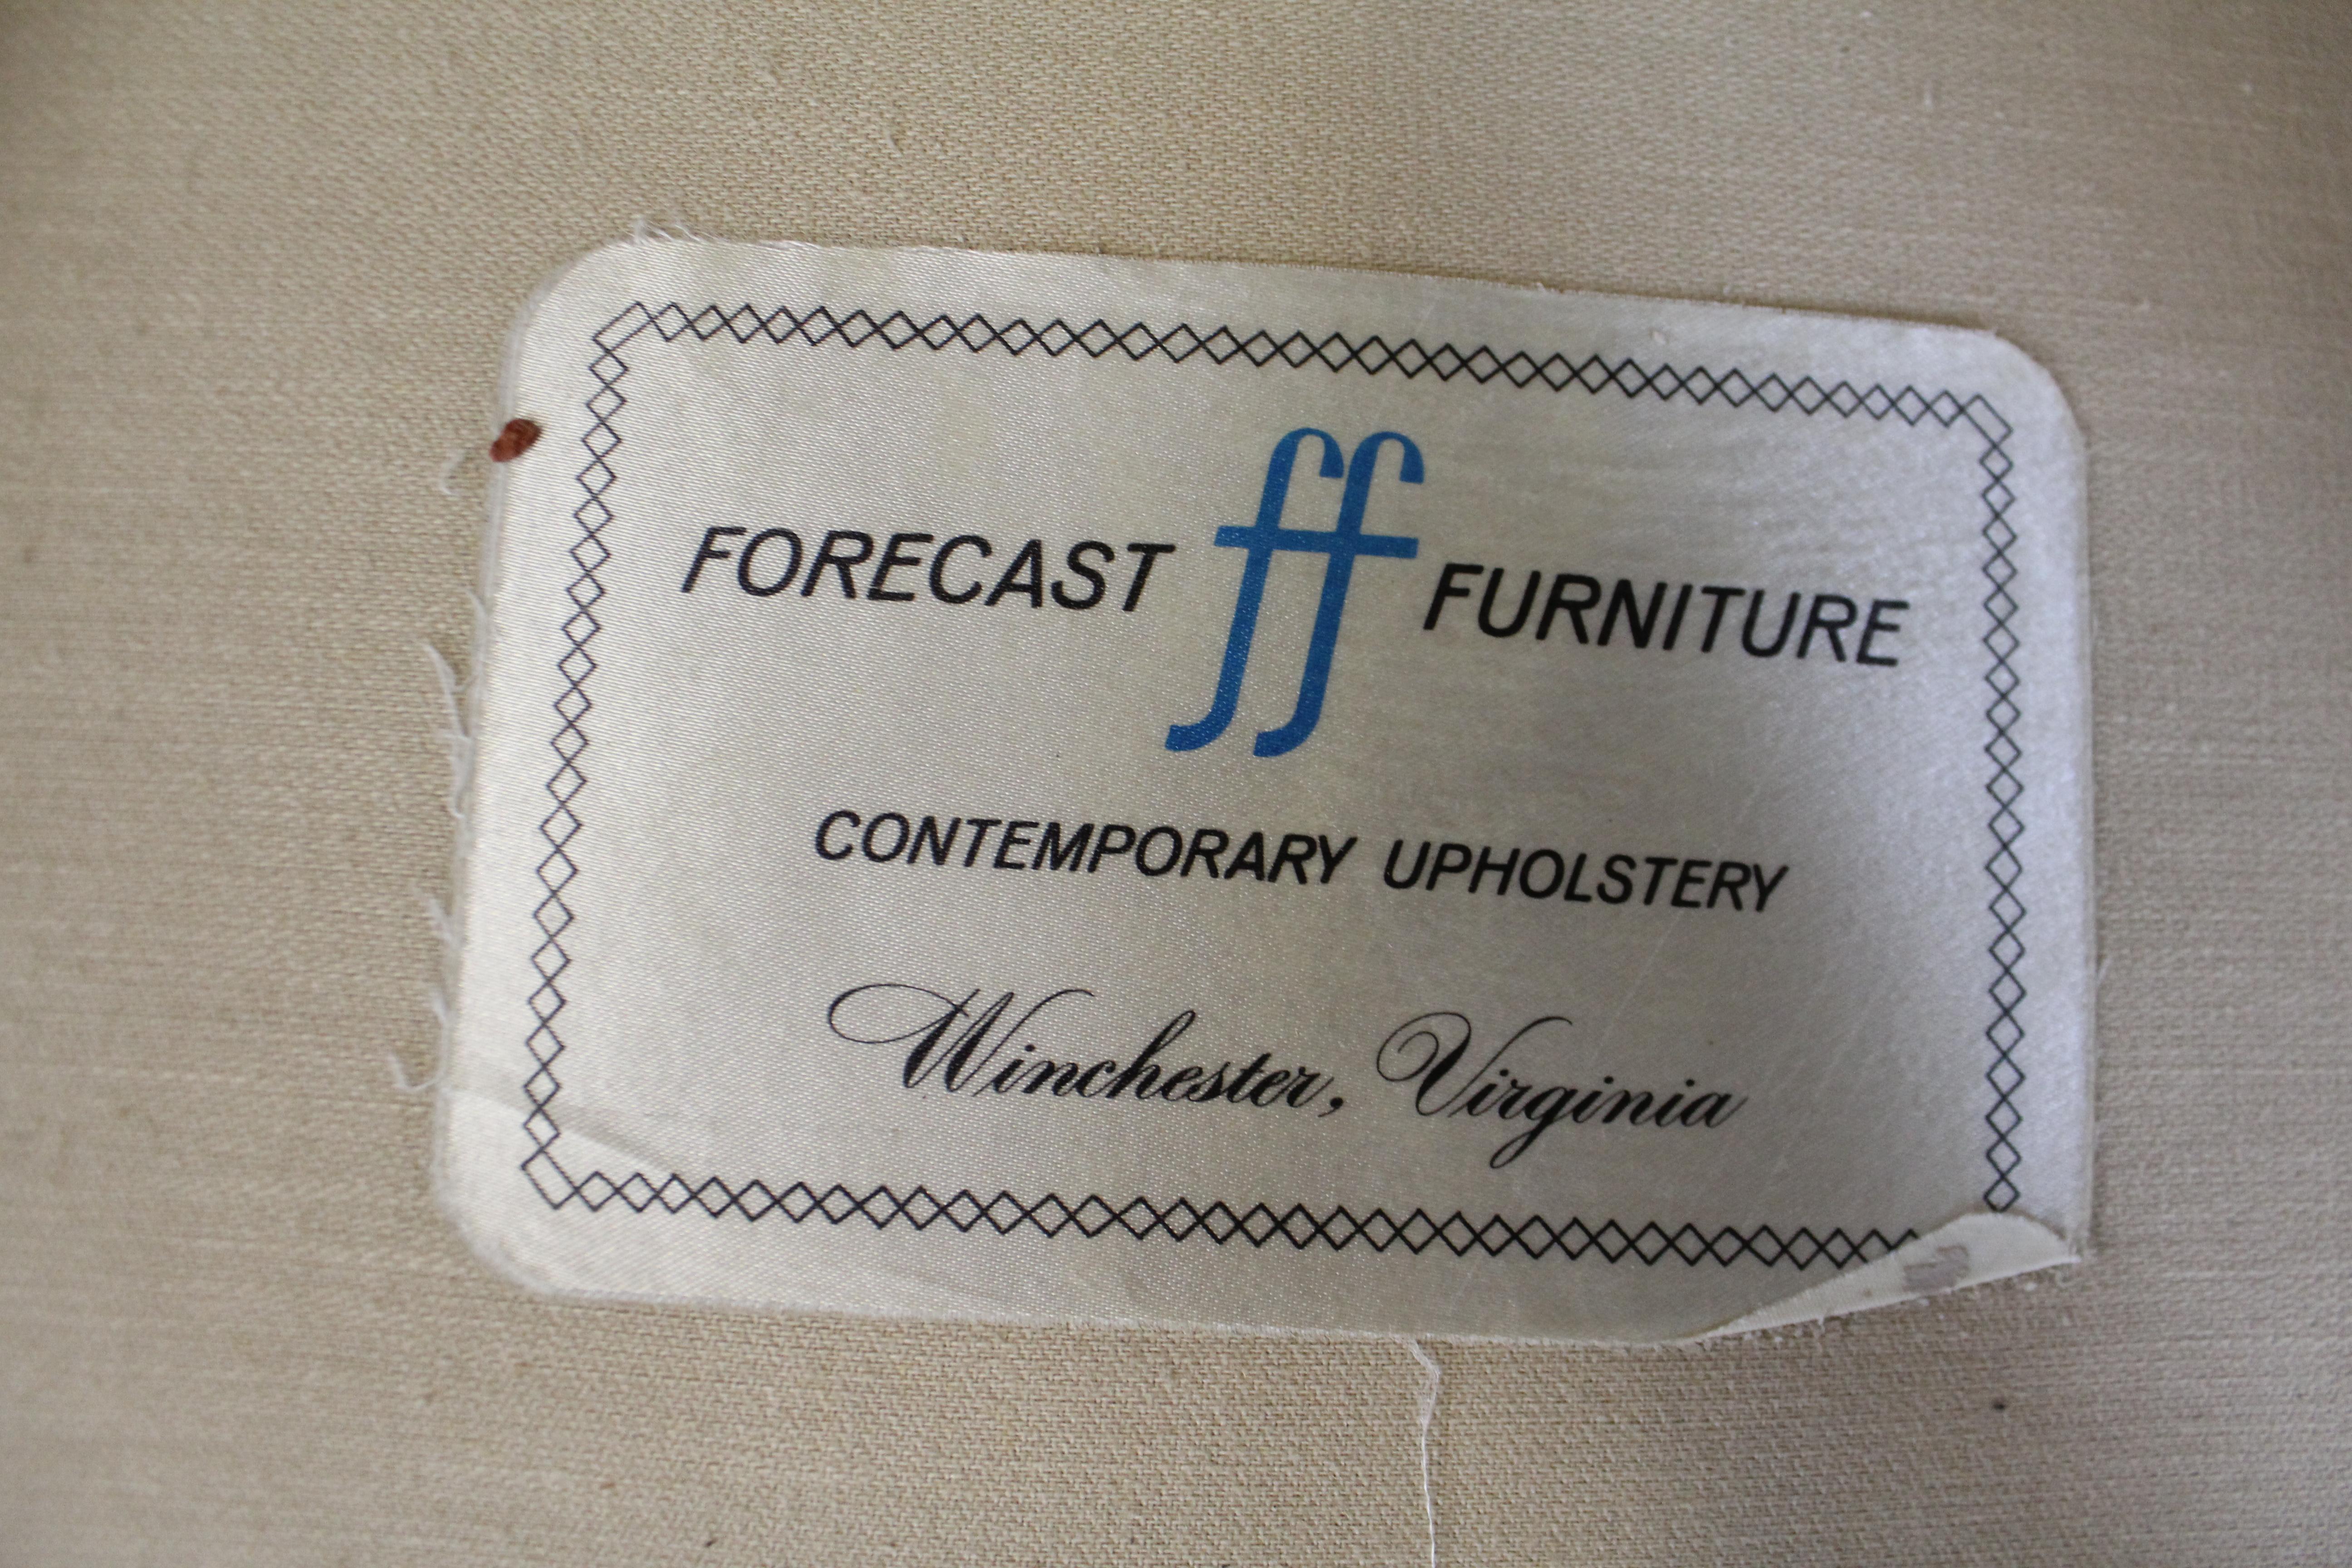 FORECAST ff FURNITURE
CONTEMPORARY UPHOLSTERY
Winchester, Virginia